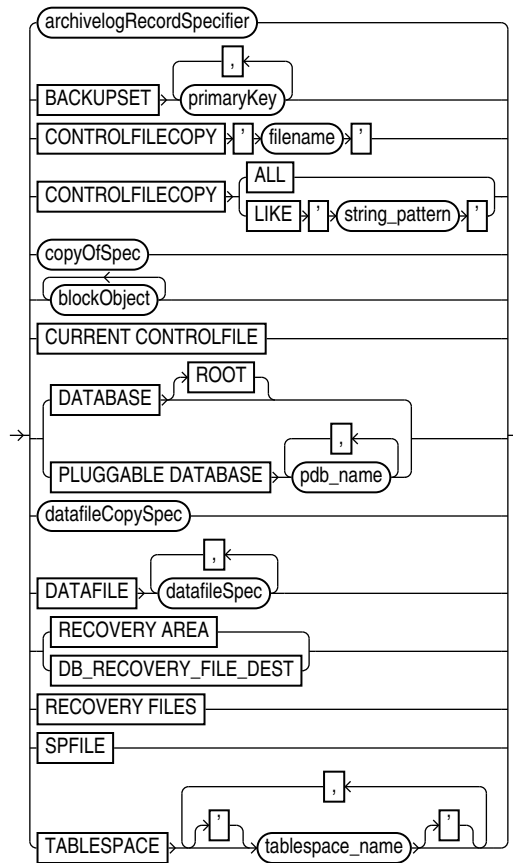 archivelogRecordSpecifier
,
BACKUPSET primaryKey
CONTROLFILECOPY ' filename '
ALL
CONTROLFILECOPY
LIKE ' string_pattern '
copyOfSpec
blockObject
CURRENT CONTROLFILE
ROOT
DATABASE
,
PLUGGABLE DATABASE pdb_name
datafileCopySpec
,
DATAFILE datafileSpec
RECOVERY AREA
DB_RECOVERY_FILE_DEST
RECOVERY FILES
SPFILE
,
' '
TABLESPACE tablespace_name